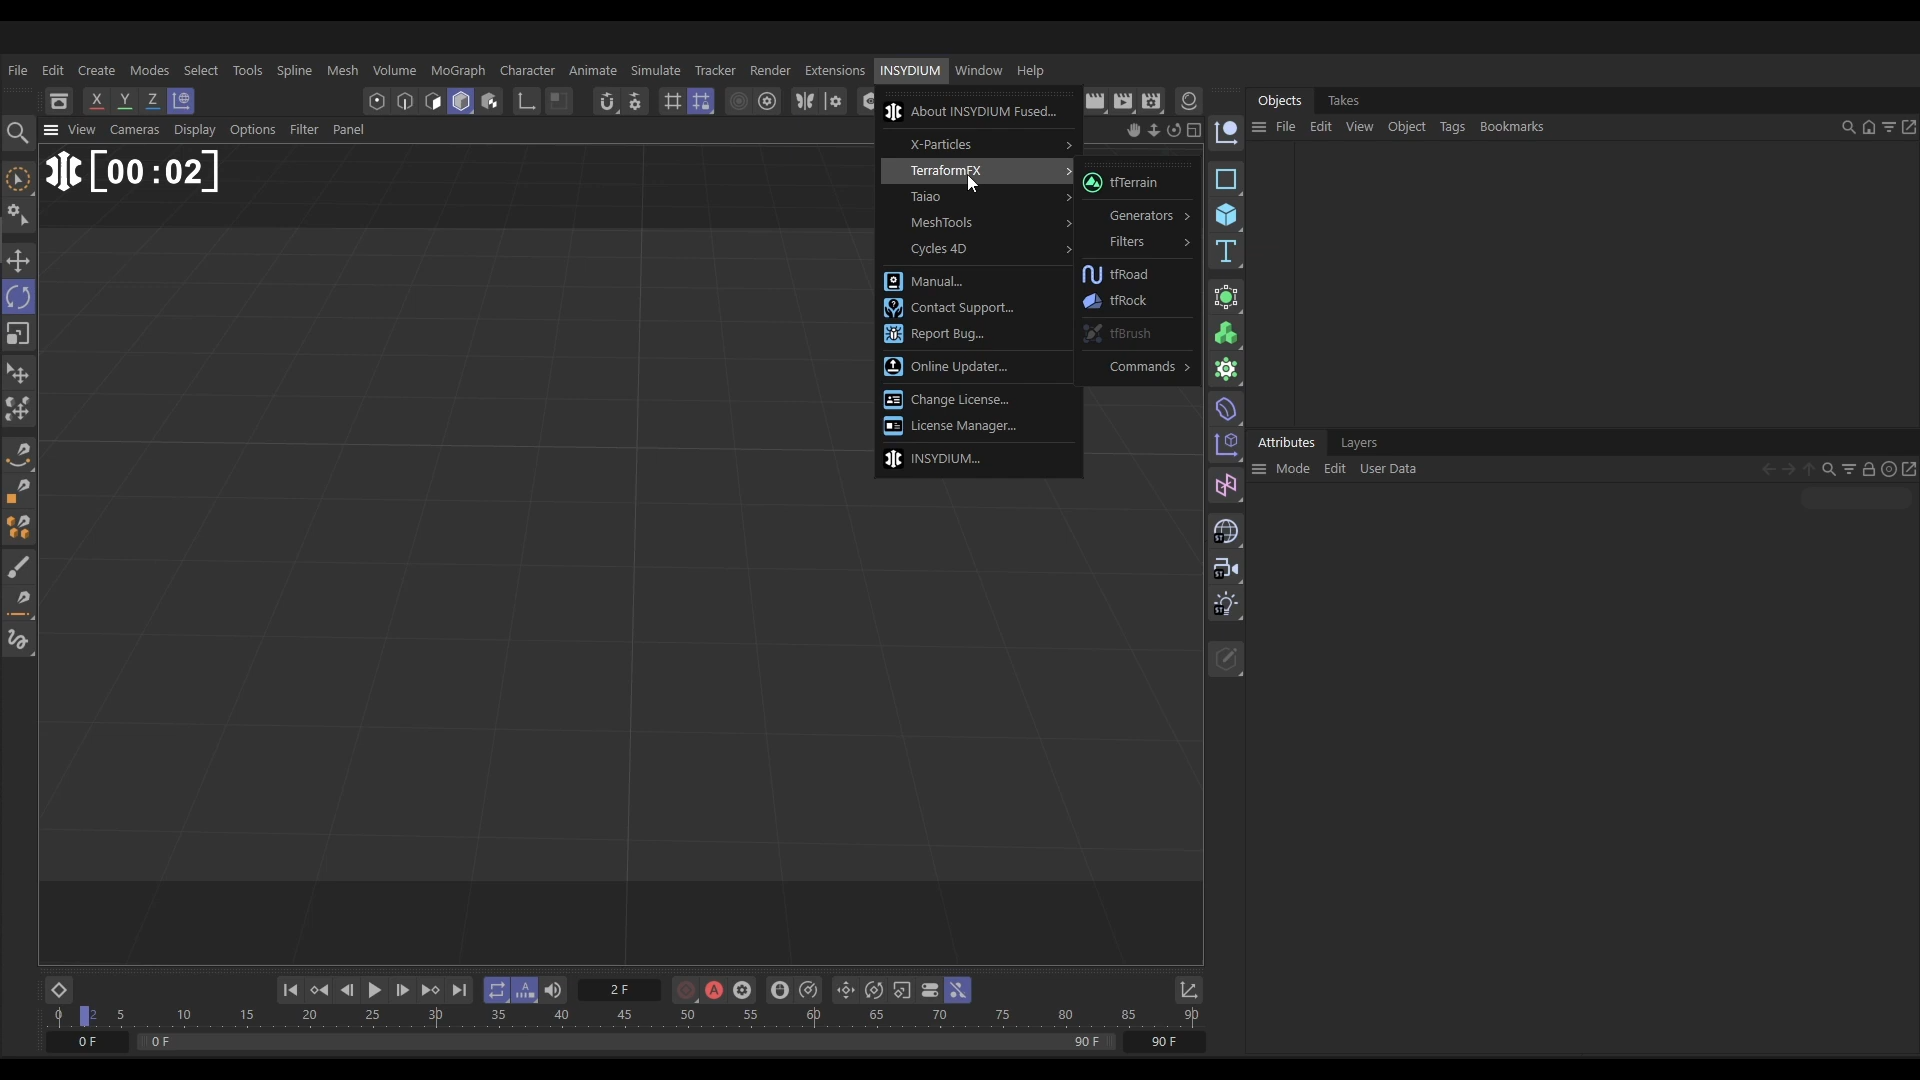 File Edit Create Modes Select Tools Spline Mesh Volume MoGraph Character Animate Simulate Tracker Render Extensions INSYDIUM Window Help
X Y Z
View Cameras Display Options Filter Panel
[00:02]
About INSYDIUM Fused...
X-Particles
TerraformFX
Taiao
MeshTools
Cycles 4D
Manual...
Contact Support...
Report Bug...
Online Updater...
Change License...
License Manager...
INSYDIUM...
tfTerrain
Generators
Filters
tfRoad
tfRock
tfBrush
Commands
Objects Takes
File Edit View Object Tags Bookmarks
Attributes Layers
Mode Edit User Data
2 F
0 2 5 10 15 20 25 30 35 40 45 50 55 60 65 70 75 80 85 90
0 F 0 F 90 F 90 F